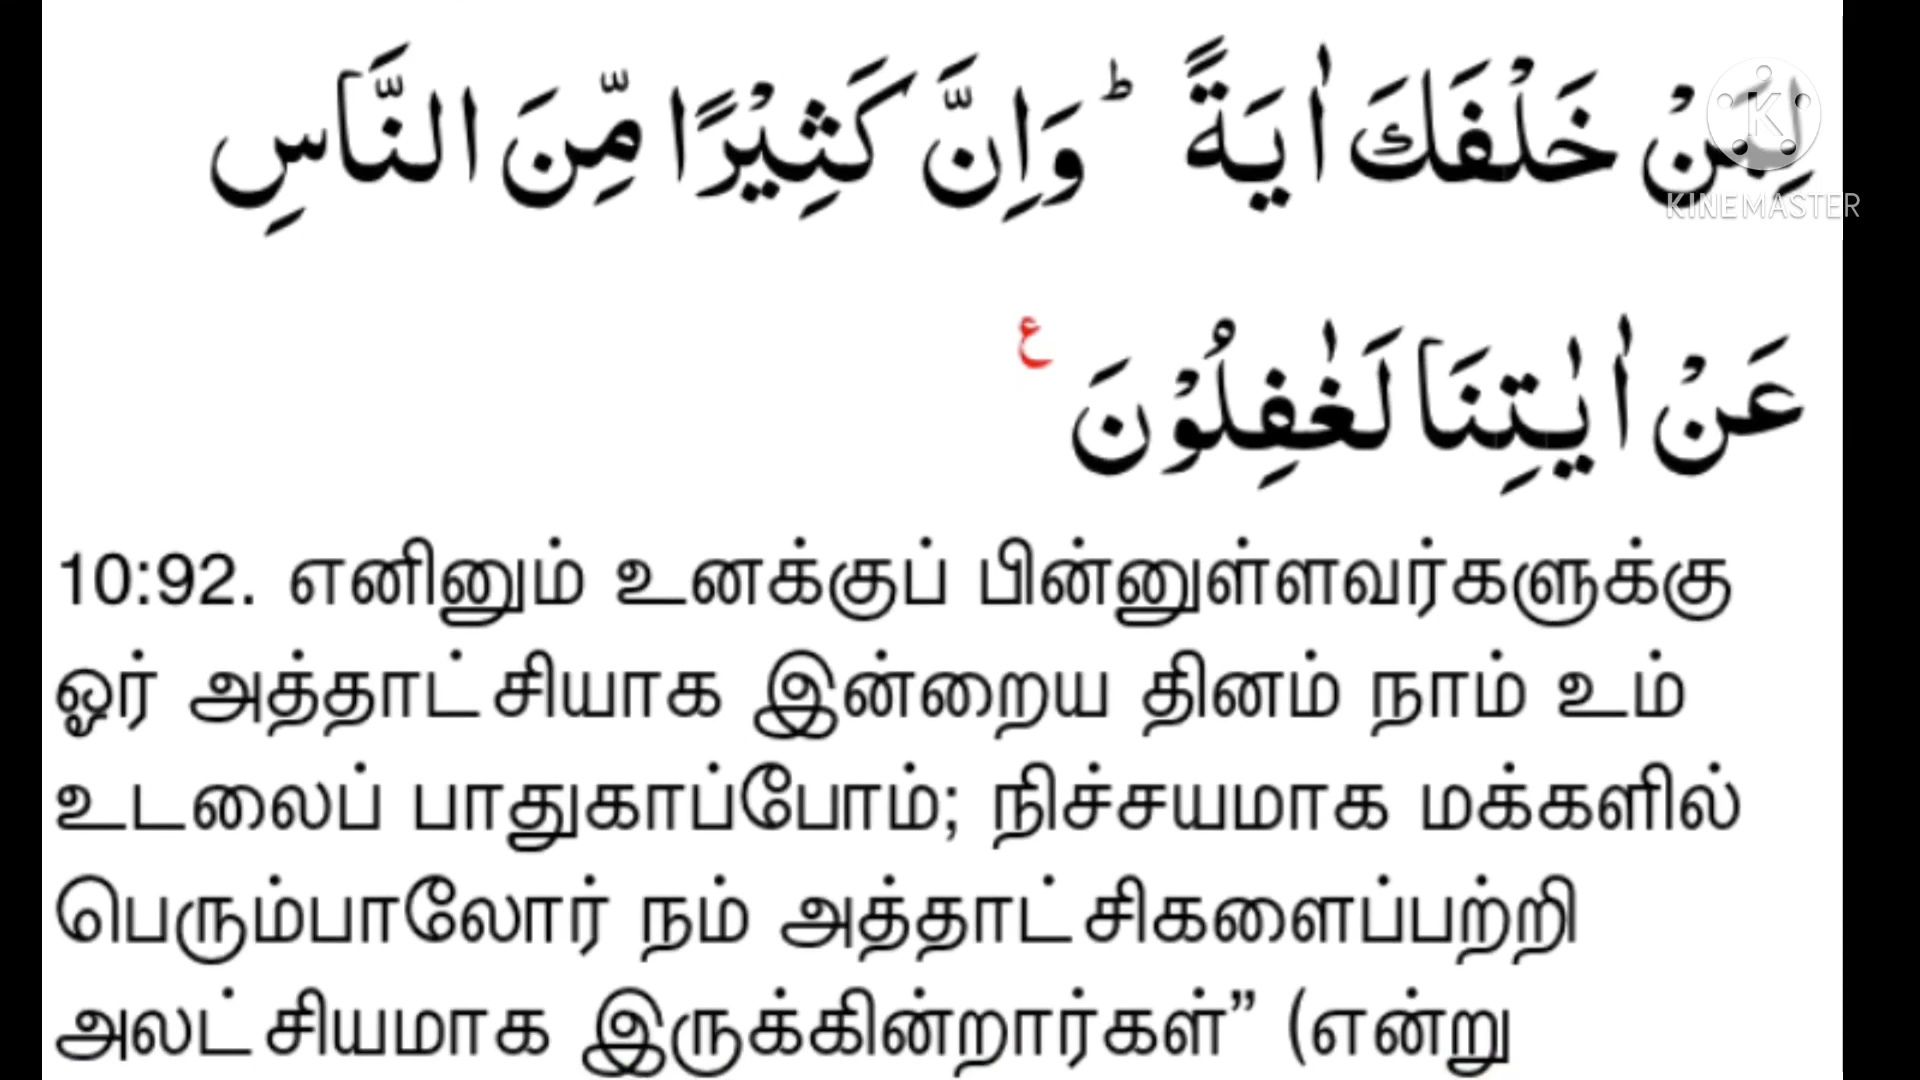 لِمَنْ خَلْفَكَ اٰيَةً ؕ وَاِنَّ كَثِيْرًا مِّنَ النَّاسِ
KINEMASTER
عَنْ اٰيٰتِنَا لَغٰفِلُوْنَ ع
10:92. எனினும் உனக்குப் பின்னுள்ளவர்களுக்கு
ஓர் அத்தாட்சியாக இன்றைய தினம் நாம் உம்
உடலைப் பாதுகாப்போம்; நிச்சயமாக மக்களில்
பெரும்பாலோர் நம் அத்தாட்சிகளைப்பற்றி
அலட்சியமாக இருக்கின்றார்கள்” (என்று